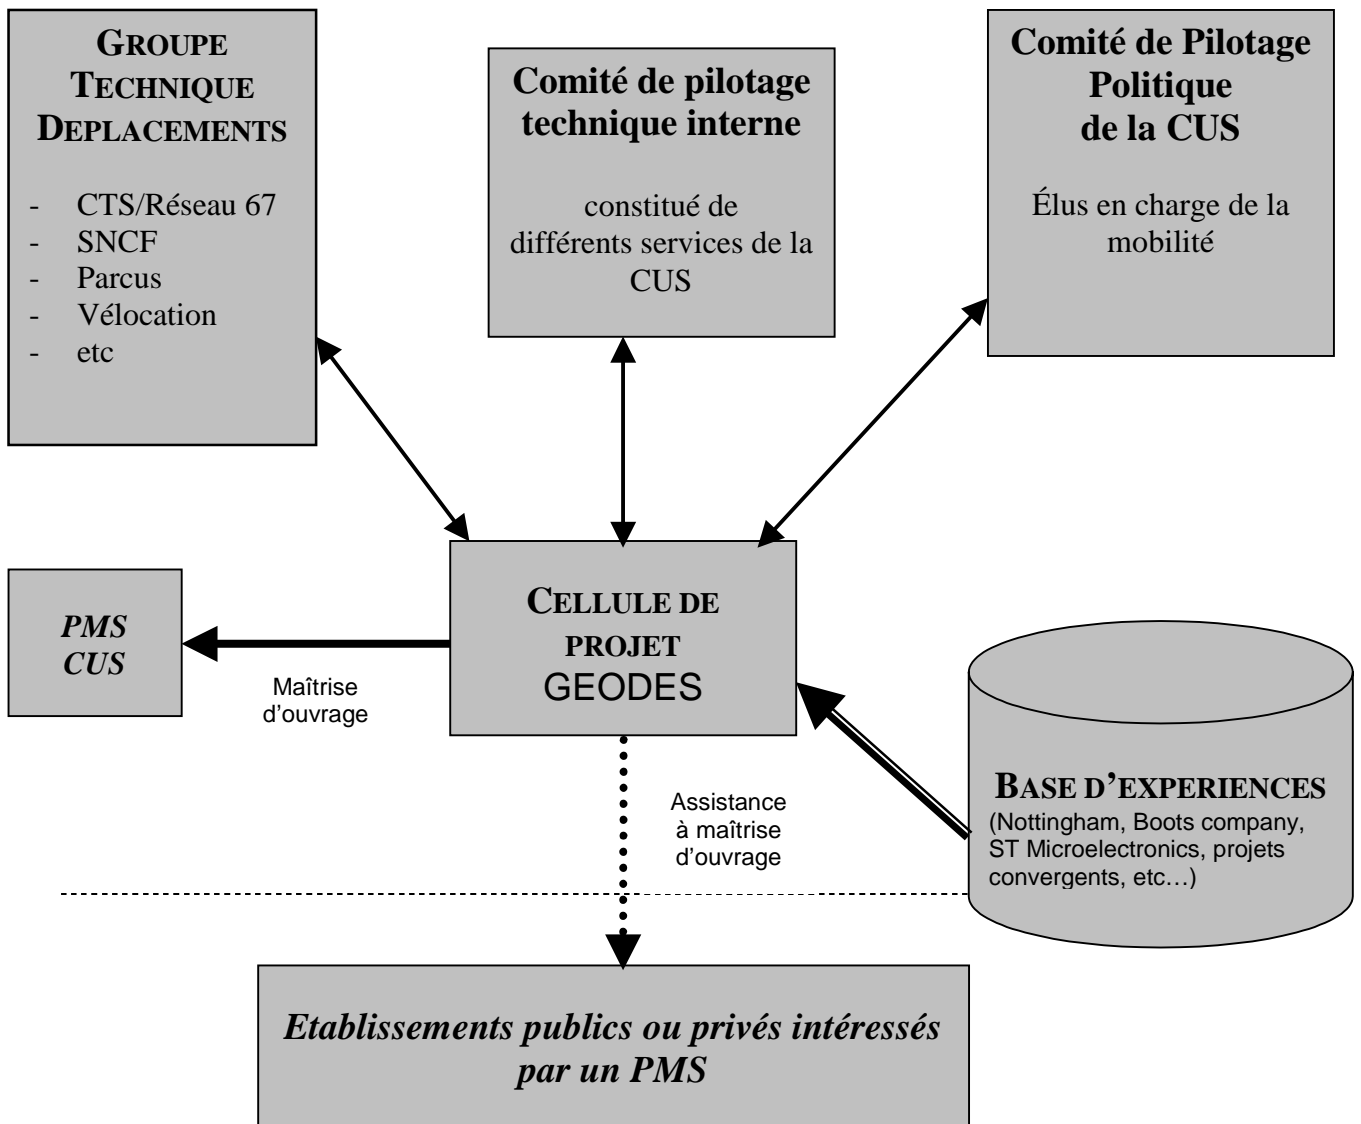 GROUPE
TECHNIQUE
DEPLACEMENTS
- CTS/Réseau 67
- SNCF
- Parcus
- Vélocation
- etc
Comité de pilotage
technique interne
constitué de
différents services de la
CUS
Comité de Pilotage
Politique
de la CUS
Élus en charge de la
mobilité
PMS
CUS
Maîtrise
d'ouvrage
CELLULE DE
PROJET
GEODES
Assistance
à maîtrise
d'ouvrage
BASE D'EXPERIENCES
(Nottingham, Boots company,
ST Microelectronics, projets
convergents, etc…)
Etablissements publics ou privés intéressés
par un PMS